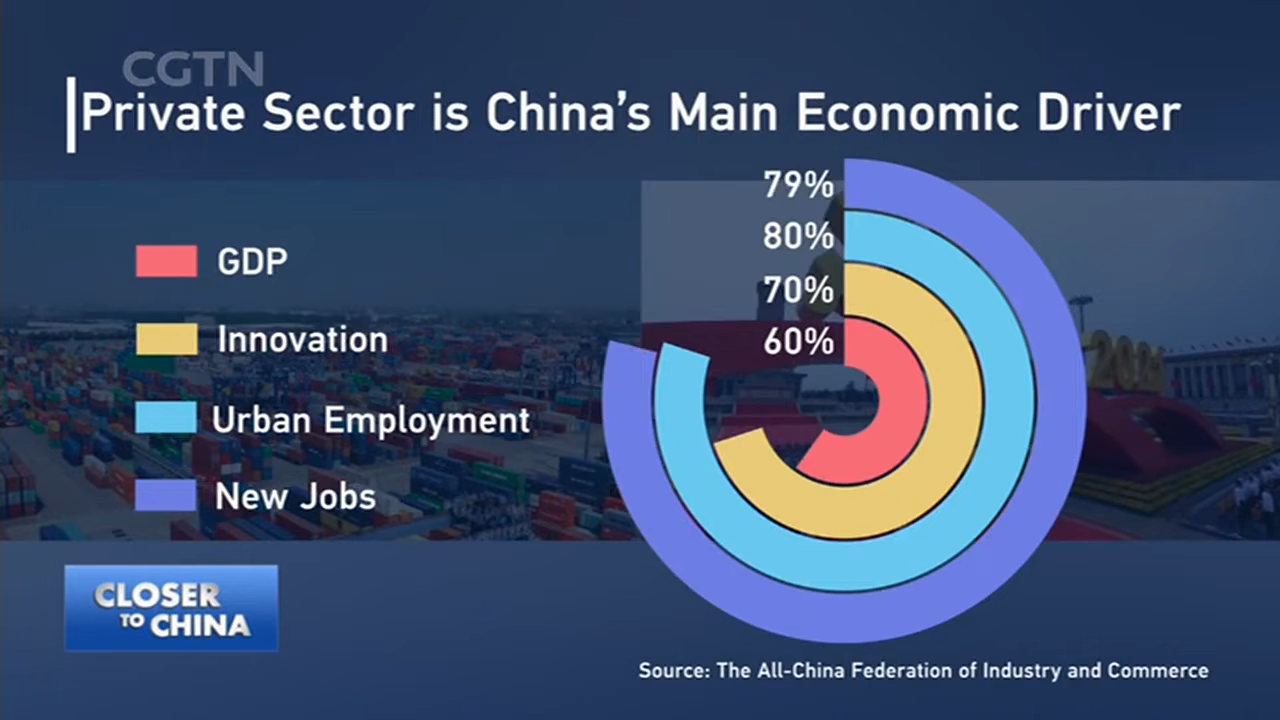 CGTN
Private Sector is China's Main Economic Driver
79%
80%
70%
60%
GDP
Innovation
Urban Employment
New Jobs
CLOSER
TO CHINA
Source: The All-China Federation of Industry and Commerce